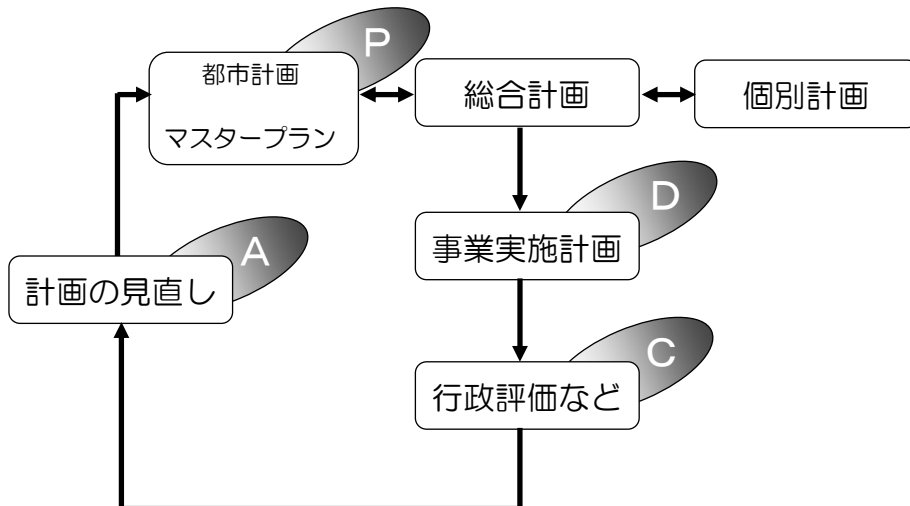 P
都市計画
マスタープラン
総合計画
個別計画
D
事業実施計画
A
計画の見直し
C
行政評価など